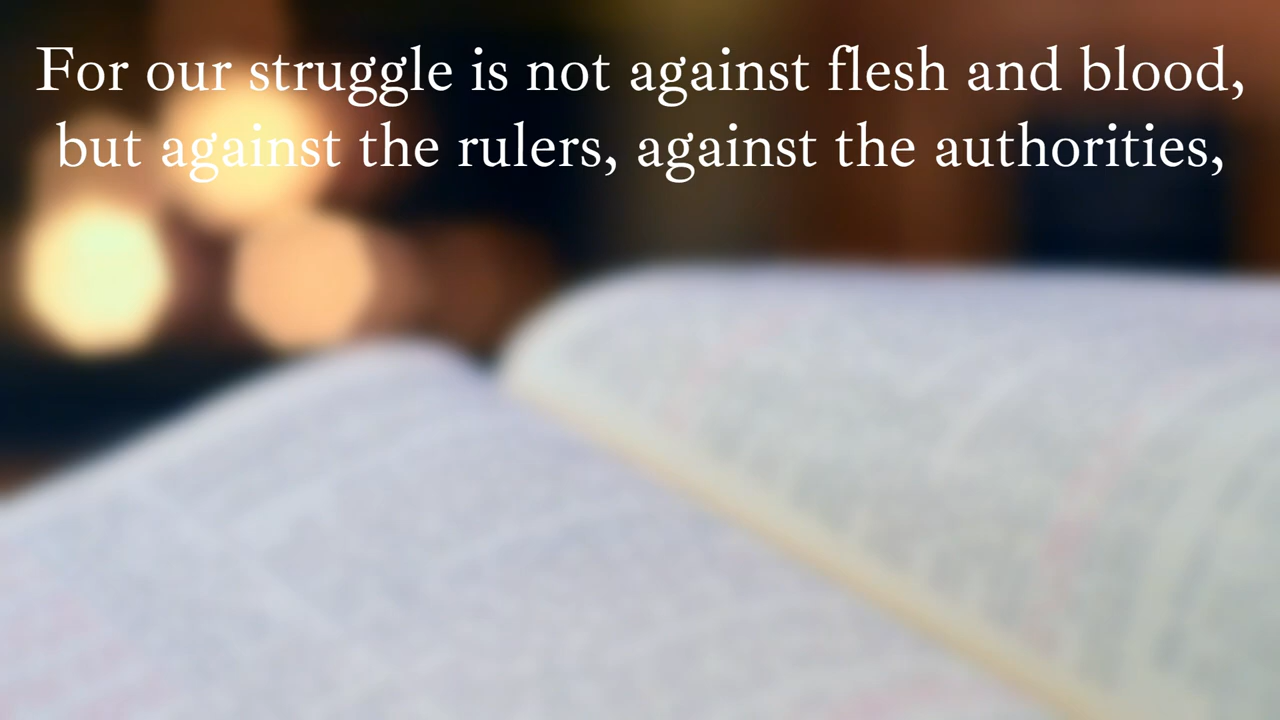 For our struggle is not against flesh and blood,
but against the rulers, against the authorities,